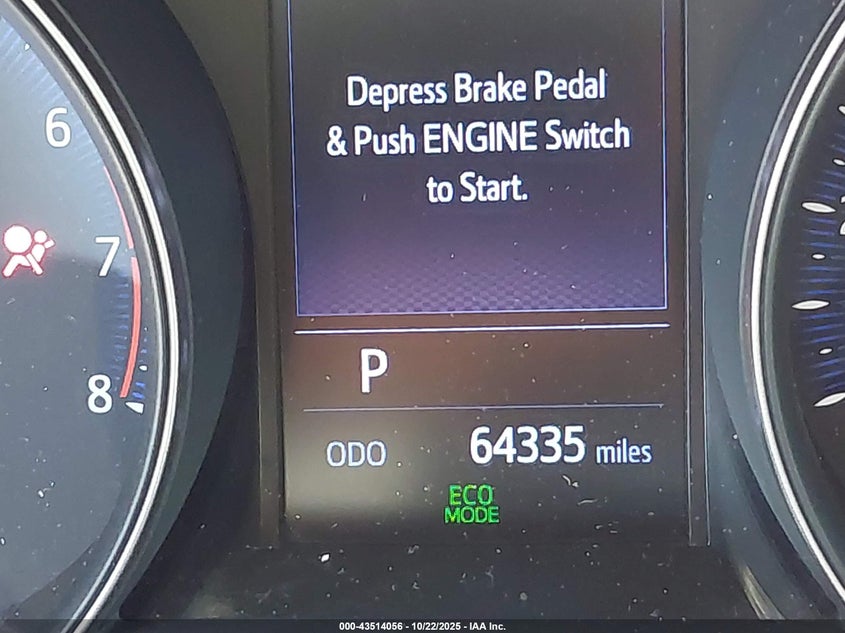 Depress Brake Pedal
& Push ENGINE Switch
to Start.
6
7
8
P
ODO 64335 miles
ECO
MODE
000-43514056 - 10/22/2025 - IAA Inc.